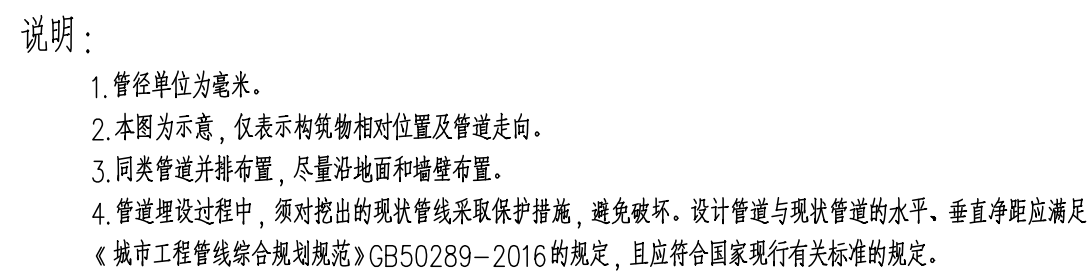 说明：
1.管径单位为毫米。
2.本图为示意，仅表示构筑物相对位置及管道走向。
3.同类管道并排布置，尽量沿地面和墙壁布置。
4.管道埋设过程中，须对挖出的现状管线采取保护措施，避免破坏。设计管道与现状管道的水平、垂直净距应满足
《城市工程管线综合规划规范》GB50289-2016的规定，且应符合国家现行有关标准的规定。